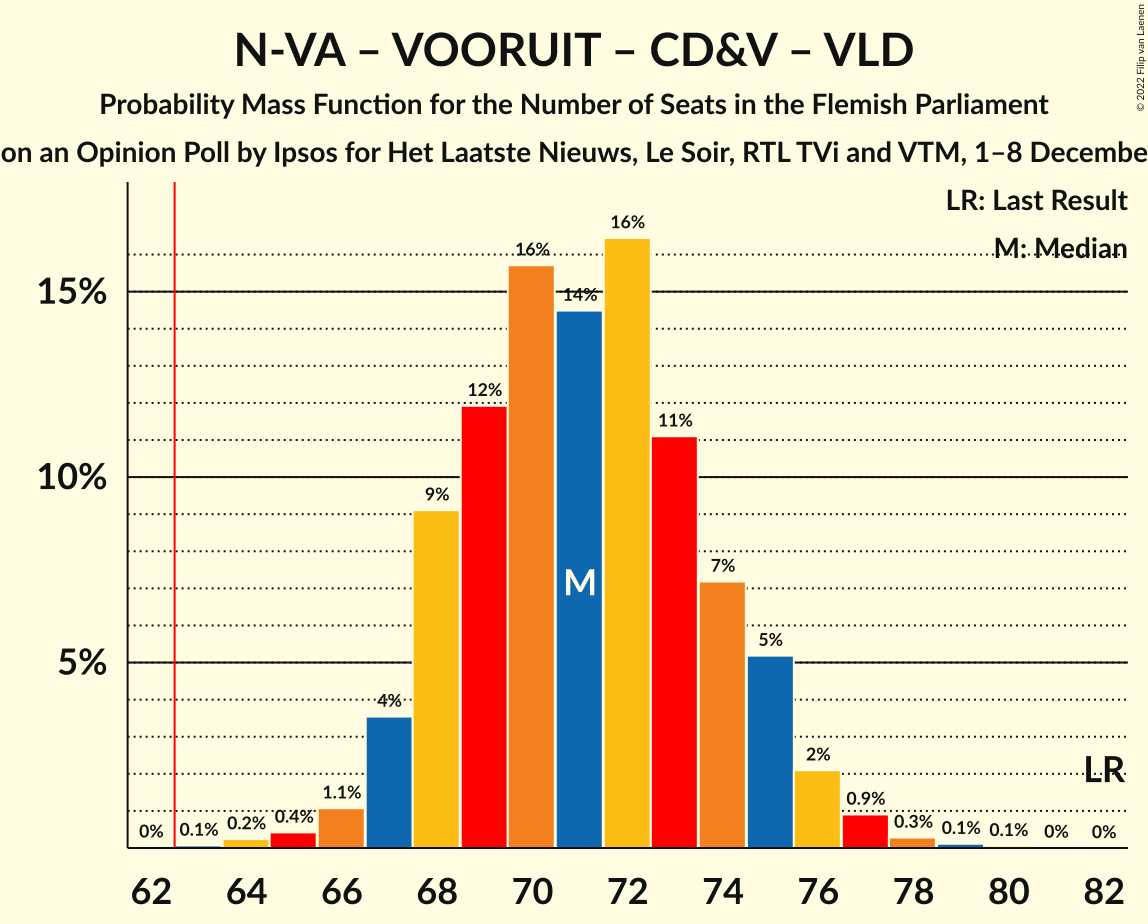 N-VA – VOORUIT – CD&V – VLD
Probability Mass Function for the Number of Seats in the Flemish Parliament
on an Opinion Poll by Ipsos for Het Laatste Nieuws, Le Soir, RTL TVi and VTM, 1–8 Decembe
© 2022 Filip van Laenen
LR: Last Result
M: Median
15%
10%
5%
0%
0.1%
0.2%
0.4%
1.1%
4%
9%
12%
16%
14%
16%
11%
7%
5%
2%
0.9%
0.3%
0.1%
0.1%
0%
0%
M
LR
62 64 66 68 70 72 74 76 78 80 82